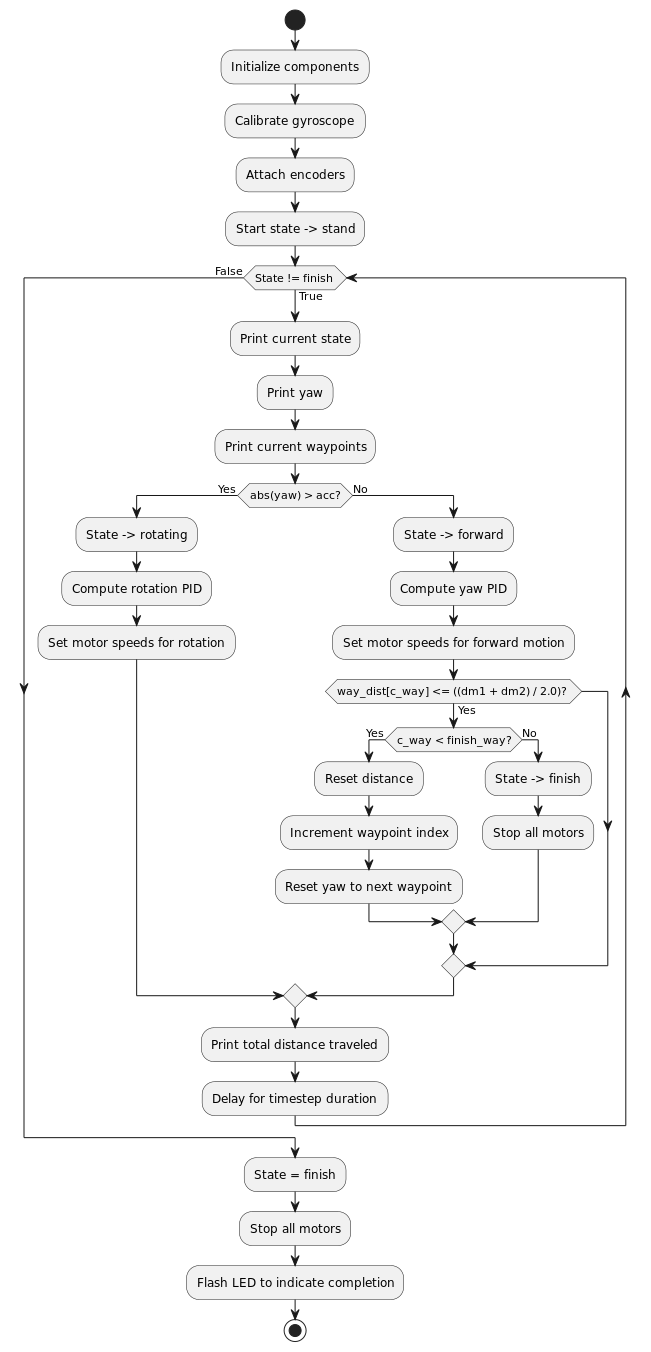 Initialize components
Calibrate gyroscope
Attach encoders
Start state -> stand
False
State != finish
True
Print current state
Print yaw
Print current waypoints
Yes
abs(yaw) > acc?
No
State -> rotating
State -> forward
Compute rotation PID
Compute yaw PID
Set motor speeds for rotation
Set motor speeds for forward motion
way_dist[c_way] <= ((dm1 + dm2) / 2.0)?
Yes
Yes
c_way < finish_way?
No
Reset distance
State -> finish
Increment waypoint index
Stop all motors
Reset yaw to next waypoint
Print total distance traveled
Delay for timestep duration
State = finish
Stop all motors
Flash LED to indicate completion